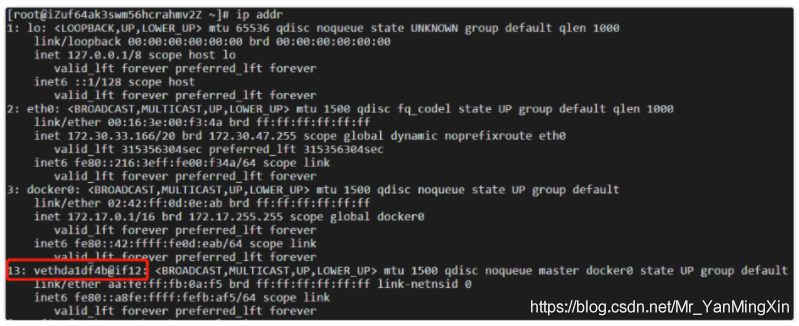 [root@iZuf64ak3swm56hcrahmv2Z ~]# ip addr
1: lo: <LOOPBACK,UP,LOWER_UP> mtu 65536 qdisc noqueue state UNKNOWN group default qlen 1000
link/loopback 00:00:00:00:00:00 brd 00:00:00:00:00:00
inet 127.0.0.1/8 scope host lo
valid_lft forever preferred_lft forever
inet6 ::1/128 scope host
valid_lft forever preferred_lft forever
2: eth0: <BROADCAST,MULTICAST,UP,LOWER_UP> mtu 1500 qdisc fq_codel state UP group default qlen 1000
link/ether 00:16:3e:00:f3:4a brd ff:ff:ff:ff:ff:ff
inet 172.30.33.166/20 brd 172.30.47.255 scope global dynamic noprefixroute eth0
valid_lft 315356304sec preferred_lft 315356304sec
inet6 fe80::216:3eff:fe00:f34a/64 scope link
valid_lft forever preferred_lft forever
3: docker0: <BROADCAST,MULTICAST,UP,LOWER_UP> mtu 1500 qdisc noqueue state UP group default
link/ether 02:42:ff:0d:0e:ab brd ff:ff:ff:ff:ff:ff
inet 172.17.0.1/16 brd 172.17.255.255 scope global docker0
valid_lft forever preferred_lft forever
inet6 fe80::42:ffff:fe0d:eab/64 scope link
valid_lft forever preferred_lft forever
13: vethda1df4b@if12: <BROADCAST,MULTICAST,UP,LOWER_UP> mtu 1500 qdisc noqueue master docker0 state UP group default
link/ether aa:fe:ff:fb:0a:f5 brd ff:ff:ff:ff:ff:ff link-netnsid 0
inet6 fe80::a8fe:ffff:fefb:af5/64 scope link
valid_lft forever preferred_lft forever
https://blog.csdn.net/Mr_YanMingXin